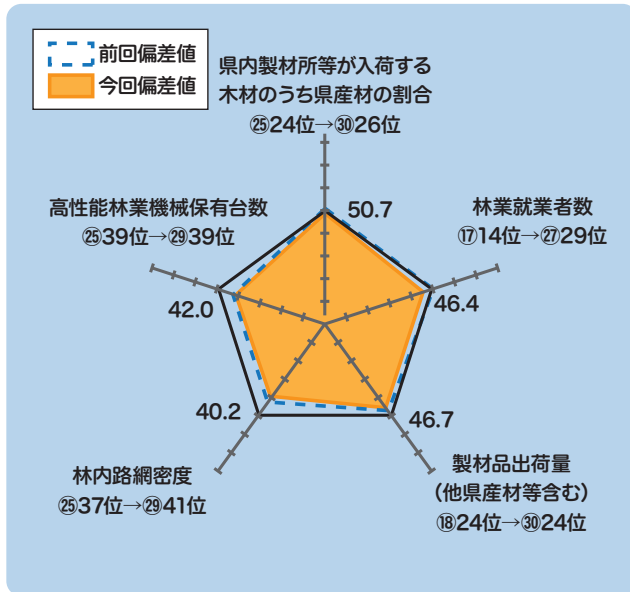 前回偏差値
今回偏差値
県内製材所等が入荷する
木材のうち県産材の割合
㉕24位→㉚26位
50.7
林業就業者数
⑰14位→㉗29位
46.4
高性能林業機械保有台数
㉕39位→㉙39位
42.0
40.2
46.7
林内路網密度
㉕37位→㉙41位
製材品出荷量
(他県産材等含む)
⑱24位→㉚24位